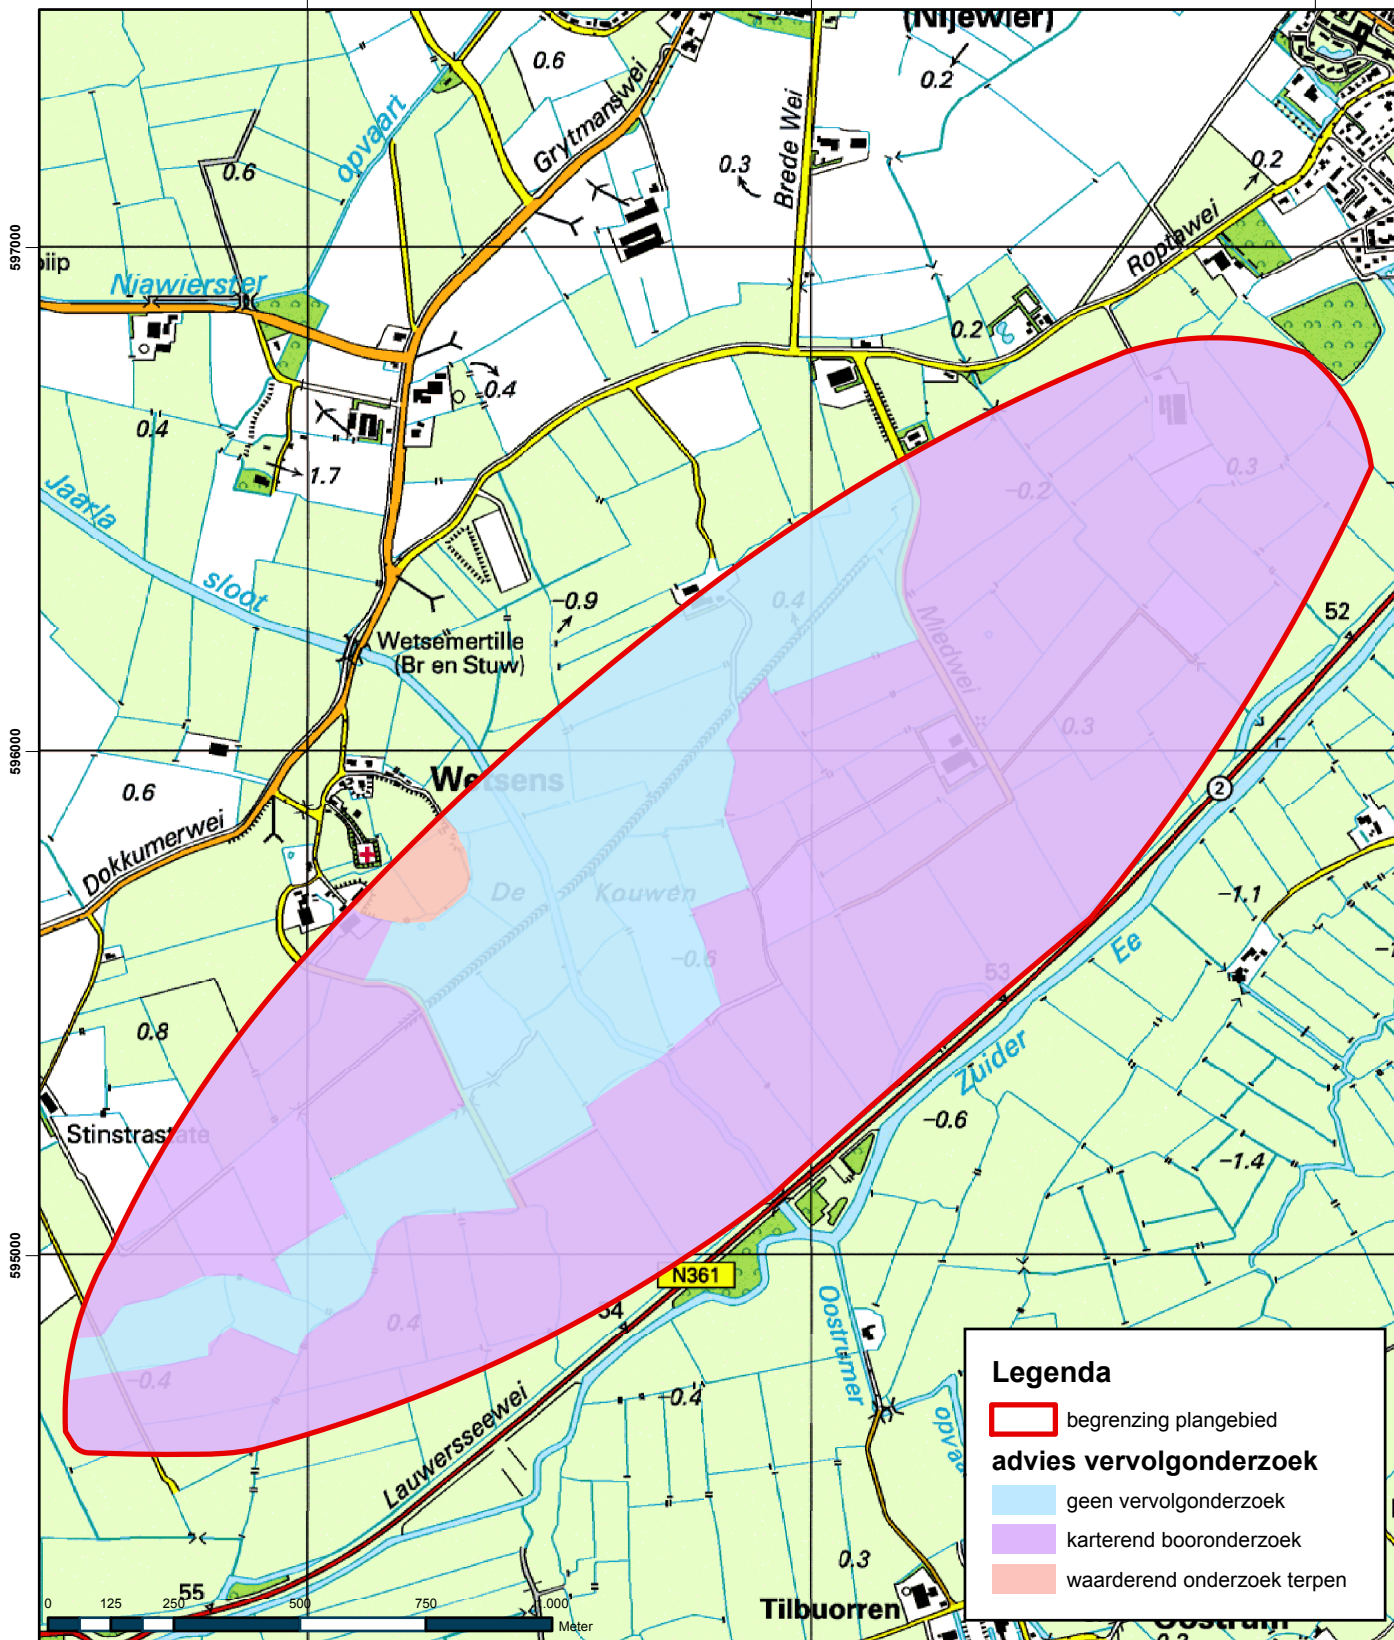 (Nijewier)
0.6
0.2
Grytmanswei
Brede Wei
opvaart
0.6
0.3
0.2
Roptawei
597000
Niawierster
0.2
0.4
0.4
1.7
-0.2
0.3
Jaarla
sloot
-0.9
0.4
Miedwei
52
Wetsemertille
(Br en Stuw)
0.3
596000
Wetsens
0.6
2
Dokkumerwei
De Kouwen
-1.1
-0.6
53
Ee
0.8
Zuider
-0.6
Stinstrastate
-1.4
595000
N361
54
0.4
Oostrumer
-0.4
-0.4
Lauwersseewei
0.3
55
Tilbuorren
0 125 250 500 750 1.000
Meter
Legenda
begrenzing plangebied
advies vervolgonderzoek
geen vervolgonderzoek
karterend booronderzoek
waarderend onderzoek terpen